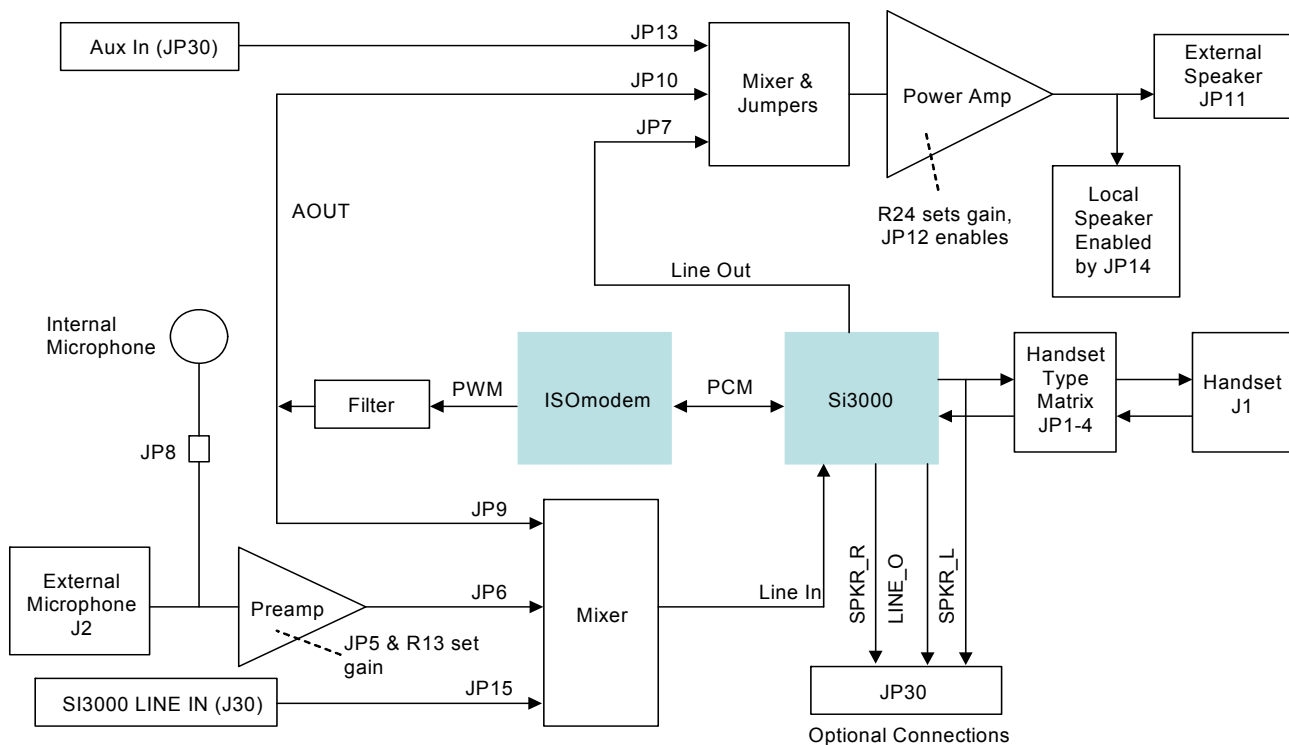 Aux In (JP30)
JP13
JP10
JP7
Mixer &
Jumpers
Power Amp
External
Speaker
JP11
R24 sets gain,
JP12 enables
Local
Speaker
Enabled
by JP14
AOUT
Line Out
Internal
Microphone
JP8
Filter
PWM
ISOmodem
PCM
Si3000
Handset
Type
Matrix
JP1-4
Handset
J1
JP9
External
Microphone
J2
Preamp
JP6
JP5 & R13 set
gain
Mixer
Line In
SPKR_R
LINE_O
SPKR_L
SI3000 LINE IN (J30)
JP15
JP30
Optional Connections